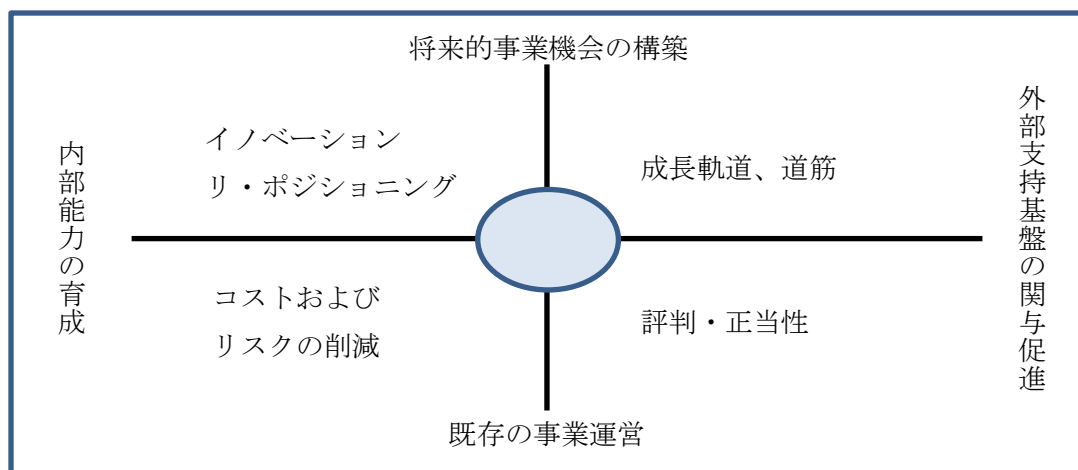 将来的事業機会の構築
内部能力の育成
イノベーション
リ・ポジショニング
成長軌道、道筋
外部支持基盤の関与促進
コストおよび
リスクの削減
評判・正当性
既存の事業運営